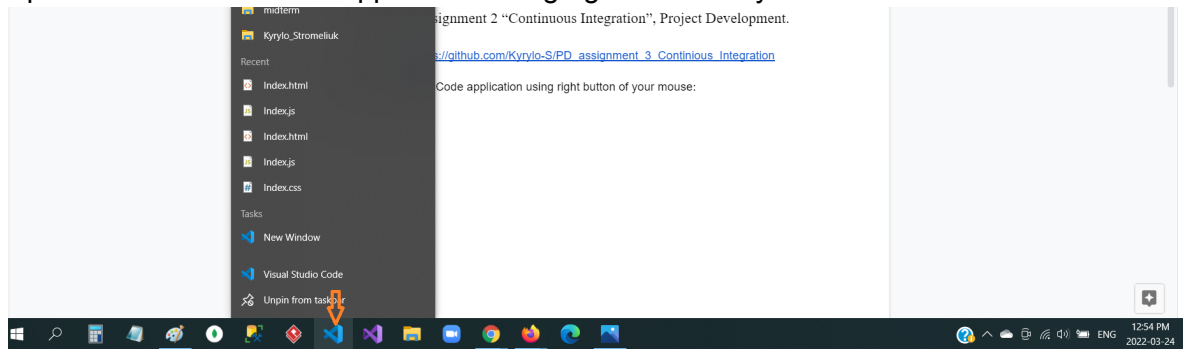 midterm
ignment 2 “Continuous Integration”, Project Development.
Kyrylo_Stromeliuk
s://github.com/Kyrylo-S/PD_assignment_3_Continious_Integration
Recent
Index.html
Code application using right button of your mouse:
Index.js
Index.html
Index.js
Index.css
Tasks
New Window
Visual Studio Code
Unpin from taskbar
ENG
12:54 PM
2022-03-24